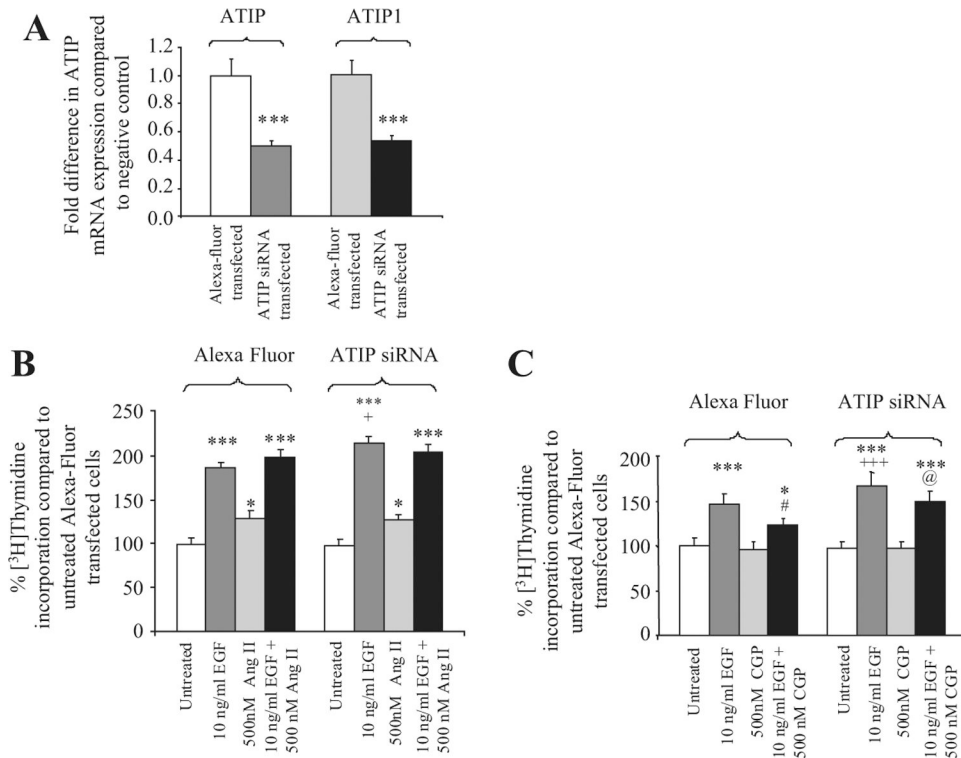 A
ATIP
ATIP1
Fold difference in ATIP
mRNA expression compared
to negative control
1.2
1.0
0.8
0.6
0.4
0.2
0.0
***
***
Alexa-fluor
transfected
ATIP siRNA
transfected
Alexa-fluor
transfected
ATIP siRNA
transfected
B
Alexa Fluor
ATIP siRNA
% [³H]Thymidine
incorporation compared to
untreated Alexa-Fluor
transfected cells
250
200
150
100
50
0
***
*
***
***
+
*
***
Untreated
10 ng/ml EGF
500nM Ang II
10 ng/ml EGF +
500 nM Ang II
Untreated
10 ng/ml EGF
500nM Ang II
10 ng/ml EGF +
500 nM Ang II
C
Alexa Fluor
ATIP siRNA
% [³H]Thymidine
incorporation compared to
untreated Alexa-Fluor
transfected cells
200
150
100
50
0
***
*
#
***
+++
***
@
Untreated
10 ng/ml EGF
500nM CGP
10 ng/ml EGF +
500 nM CGP
Untreated
10 ng/ml EGF
500nM CGP
10 ng/ml EGF +
500 nM CGP